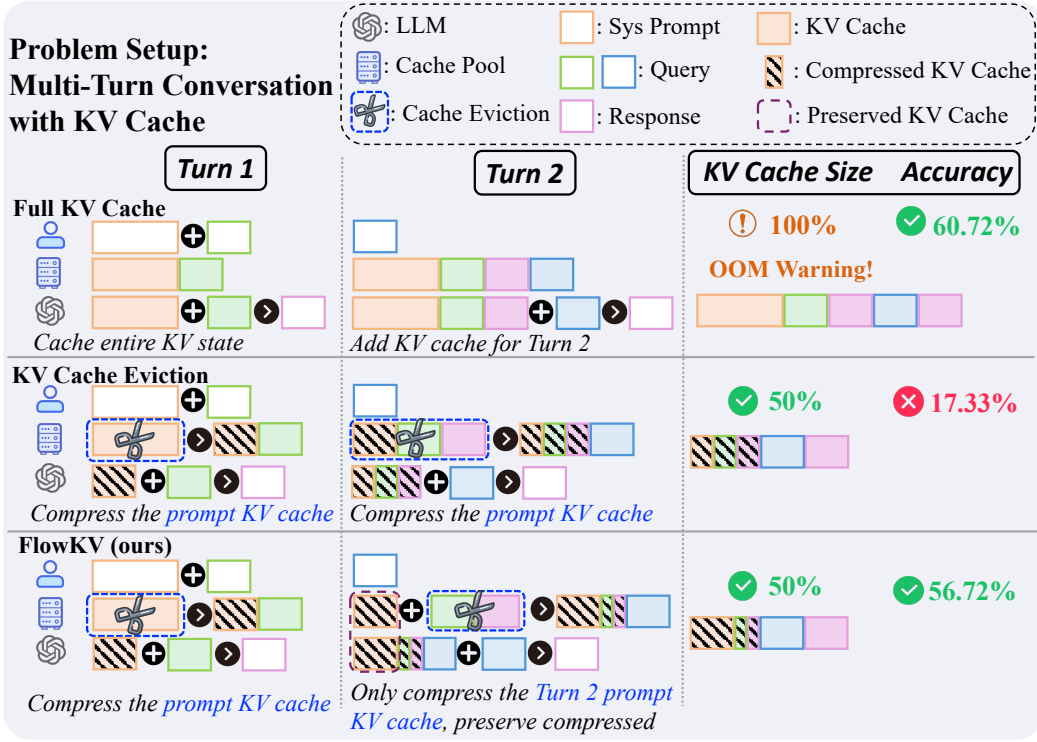 Problem Setup:
Multi-Turn Conversation
with KV Cache
: LLM
: Sys Prompt
: KV Cache
: Cache Pool
: Query
: Compressed KV Cache
: Cache Eviction
: Response
: Preserved KV Cache
Turn 1
Turn 2
KV Cache Size
Accuracy
Full KV Cache
100%
60.72%
OOM Warning!
Cache entire KV state
Add KV cache for Turn 2
KV Cache Eviction
50%
17.33%
Compress the prompt KV cache
Compress the prompt KV cache
FlowKV (ours)
50%
56.72%
Compress the prompt KV cache
Only compress the Turn 2 prompt
KV cache, preserve compressed